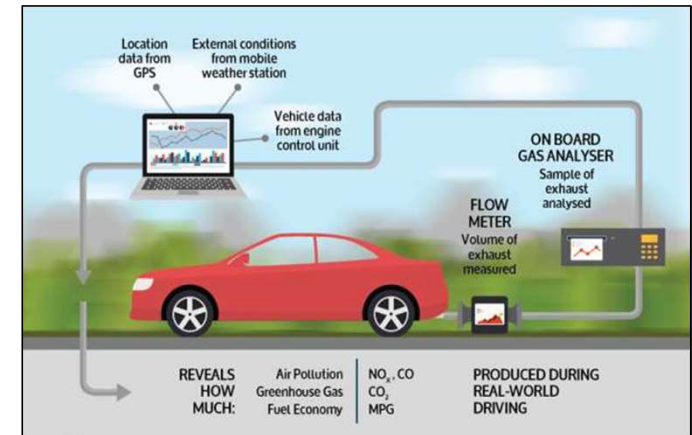 Location
data from
GPS
External conditions
from mobile
weather station
Vehicle data
from engine
control unit
ON BOARD
GAS ANALYSER
Sample of
exhaust
analysed
FLOW
METER
Volume of
exhaust
measured
REVEALS
HOW
MUCH:
Air Pollution
Greenhouse Gas
Fuel Economy
NOₓ, CO
CO₂
MPG
PRODUCED DURING
REAL-WORLD
DRIVING